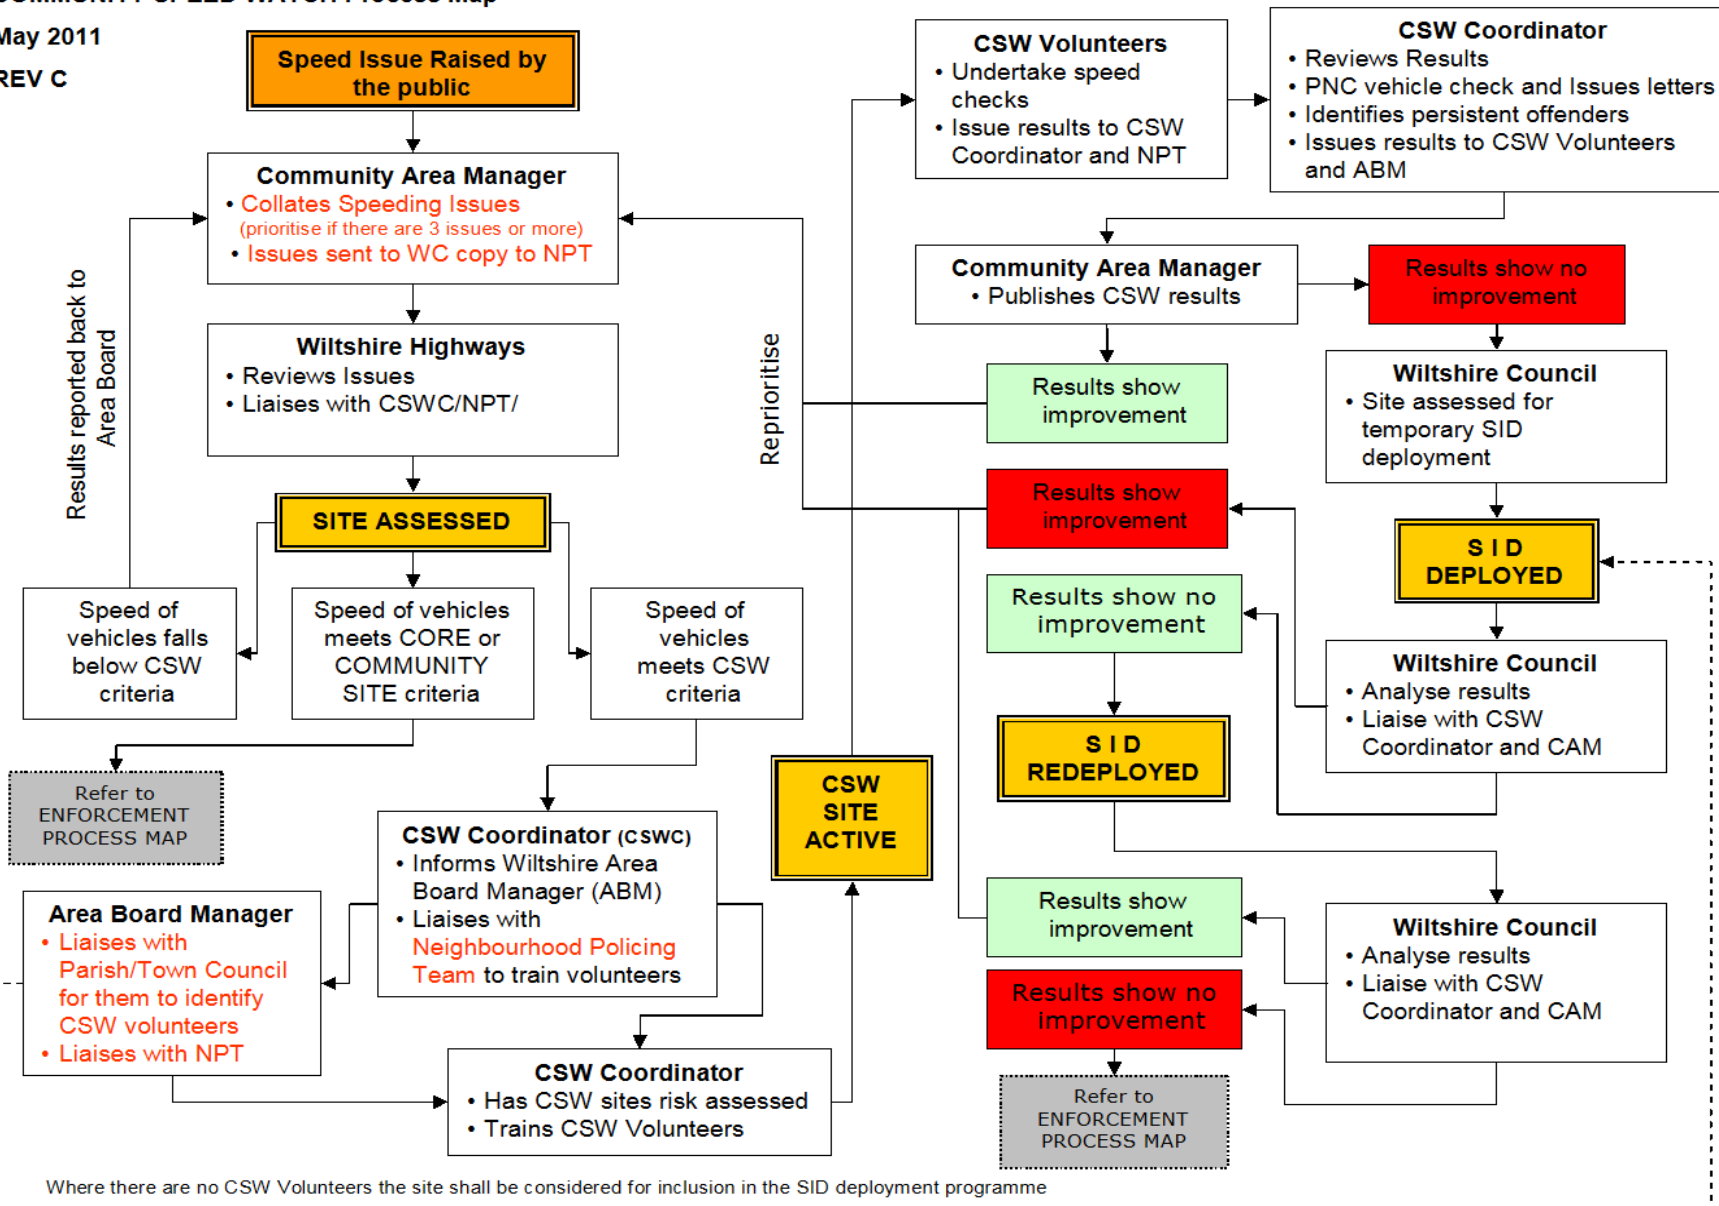 COMMUNITY SPEED WATCH Process Map
May 2011
REV C
Speed Issue Raised by
the public
Community Area Manager
• Collates Speeding Issues
(prioritise if there are 3 issues or more)
• Issues sent to WC copy to NPT
Wiltshire Highways
• Reviews Issues
• Liaises with CSWC/NPT/
Results reported back to
Area Board
SITE ASSESSED
Speed of
vehicles falls
below CSW
criteria
Speed of vehicles
meets CORE or
COMMUNITY
SITE criteria
Speed of
vehicles
meets CSW
criteria
Refer to
ENFORCEMENT
PROCESS MAP
CSW Coordinator (CSWC)
• Informs Wiltshire Area
Board Manager (ABM)
• Liaises with
Neighbourhood Policing
Team to train volunteers
Area Board Manager
• Liaises with
Parish/Town Council
for them to identify
CSW volunteers
• Liaises with NPT
CSW Coordinator
• Has CSW sites risk assessed
• Trains CSW Volunteers
CSW
SITE
ACTIVE
Reprioritise
CSW Volunteers
• Undertake speed
checks
• Issue results to CSW
Coordinator and NPT
CSW Coordinator
• Reviews Results
• PNC vehicle check and Issues letters
• Identifies persistent offenders
• Issues results to CSW Volunteers
and ABM
Community Area Manager
• Publishes CSW results
Results show no
improvement
Results show
improvement
Wiltshire Council
• Site assessed for
temporary SID
deployment
Results show
improvement
S I D
DEPLOYED
Results show no
improvement
Wiltshire Council
• Analyse results
• Liaise with CSW
Coordinator and CAM
S I D
REDEPLOYED
Results show
improvement
Wiltshire Council
• Analyse results
• Liaise with CSW
Coordinator and CAM
Results show no
improvement
Refer to
ENFORCEMENT
PROCESS MAP
Where there are no CSW Volunteers the site shall be considered for inclusion in the SID deployment programme